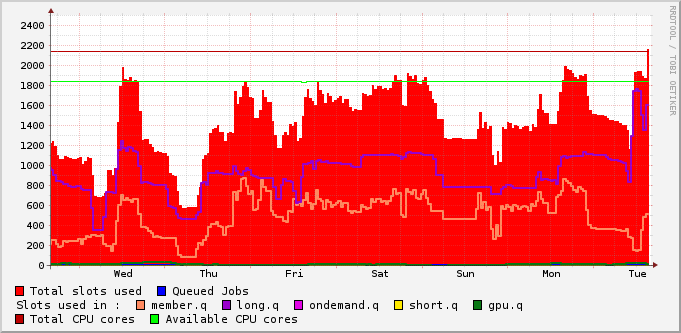 2400
2200
2000
1800
1600
1400
1200
1000
800
600
400
200
0
Wed Thu Fri Sat Sun Mon Tue
Total slots used Queued Jobs
Slots used in : member.q long.q ondemand.q short.q gpu.q
Total CPU cores Available CPU cores
RRDTOOL / TOBI OETIKER